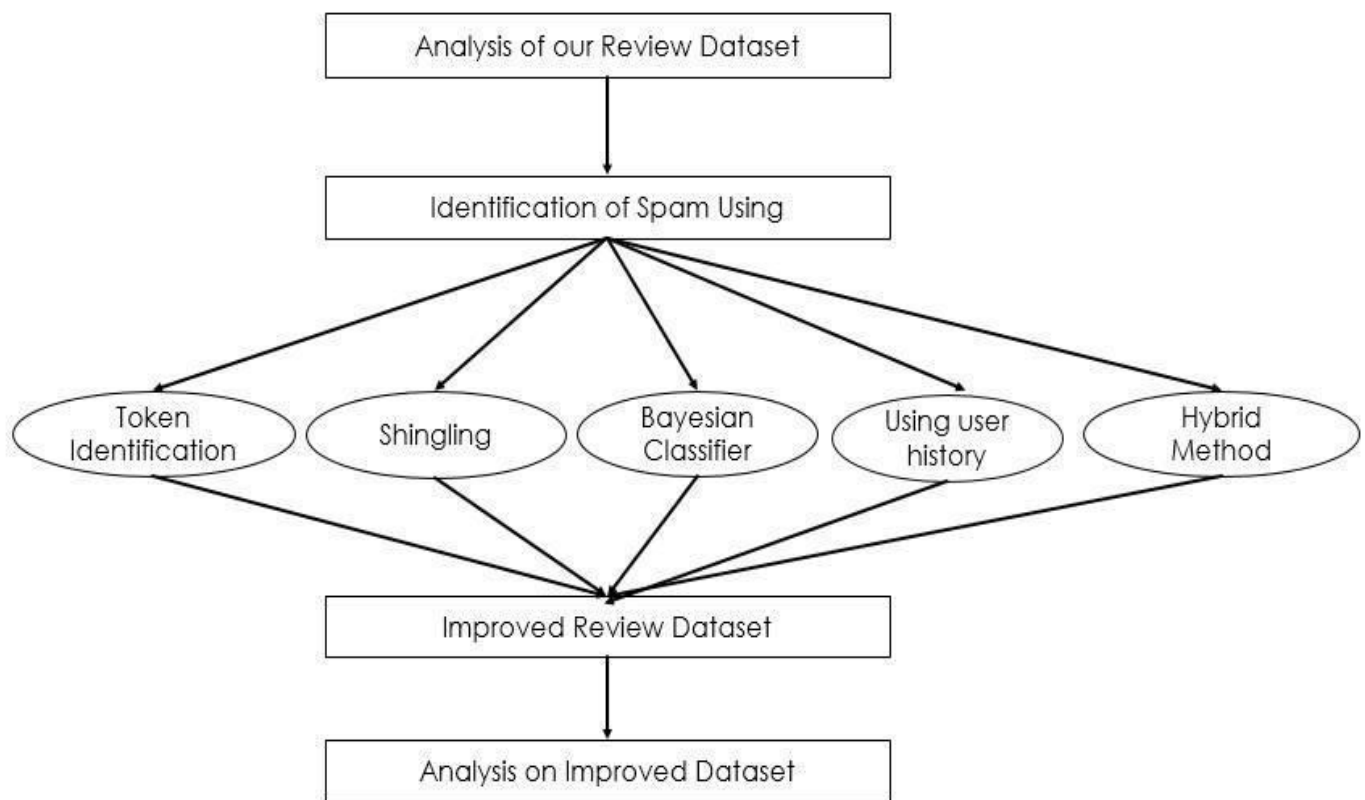 Analysis of our Review Dataset
Identification of Spam Using
Token
Identification
Shingling
Bayesian
Classifier
Using user
history
Hybrid
Method
Improved Review Dataset
Analysis on Improved Dataset